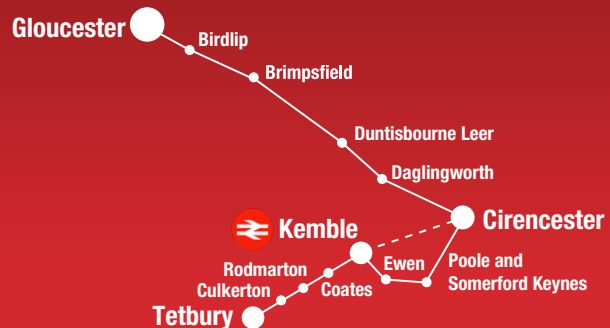 Gloucester
Birdlip
Brimpsfield
Duntisbourne Leer
Daglingworth
Cirencester
Kemble
Ewen
Poole and
Somerford Keynes
Rodmarton
Coates
Culkerton
Tetbury